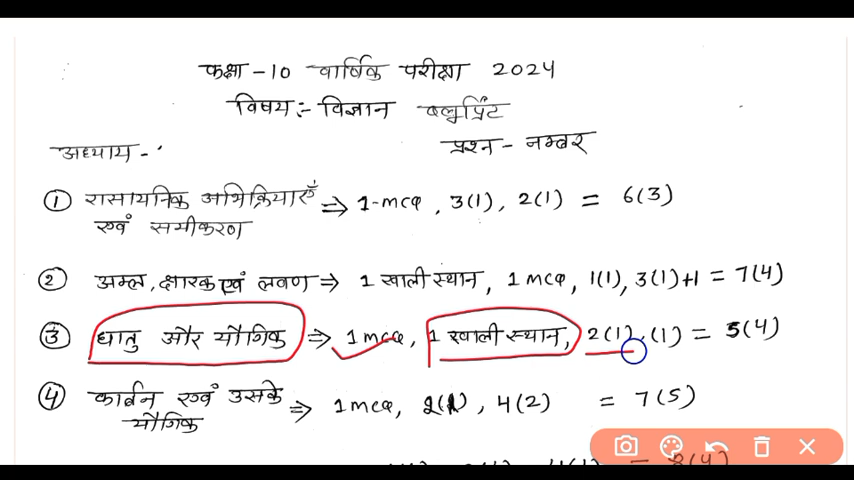 कक्षा -10 वार्षिक परीक्षा 2024
विषय:- विज्ञान ब्लूप्रिंट
अध्याय - प्रश्न - नम्बर
① रासायनिक अभिक्रियाएँ एवं समीकरण ⇒ 1-mcq, 3(1), 2(1) = 6(3)
② अम्ल, क्षारक एवं लवण ⇒ 1 खाली स्थान, 1 mcq, 1(1), 3(1)+1 = 7(4)
③ धातु और यौगिक ⇒ 1 mcq, 1 खाली स्थान, 2(1), (1) = 5(4)
④ कार्बन एवं उसके यौगिक ⇒ 1 mcq, 2(1), 4(2) = 7(5)